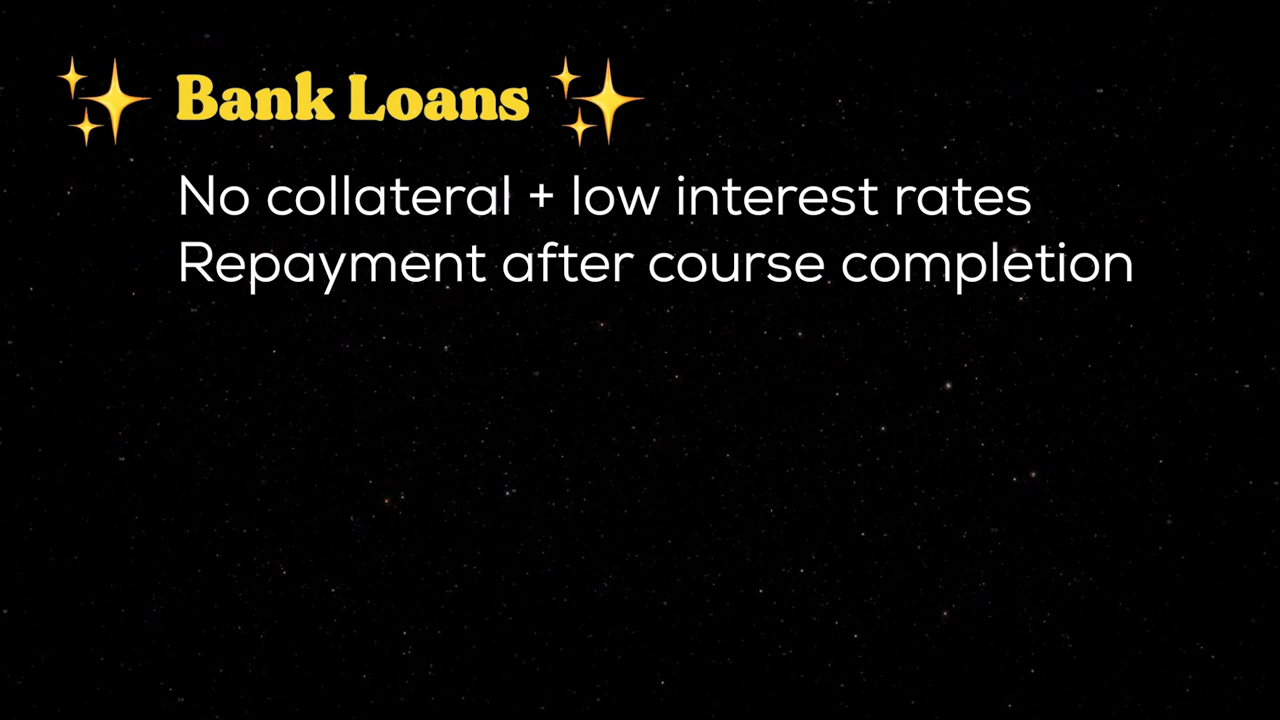 ✨ Bank Loans ✨
No collateral + low interest rates
Repayment after course completion